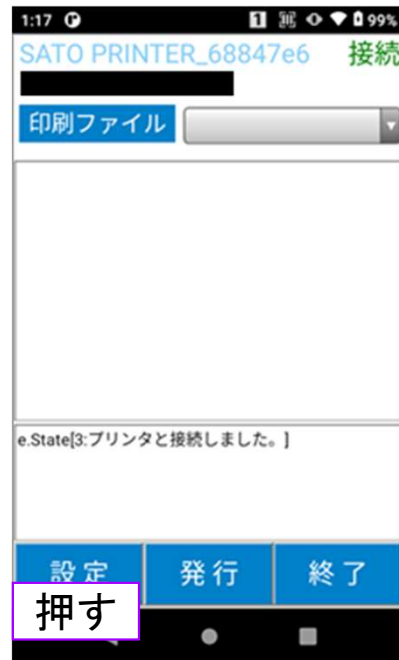 1:17 99%
SATO PRINTER_68847e6 接続
印刷ファイル
e.State[3:プリンタと接続しました。]
設定 発行 終了
押す